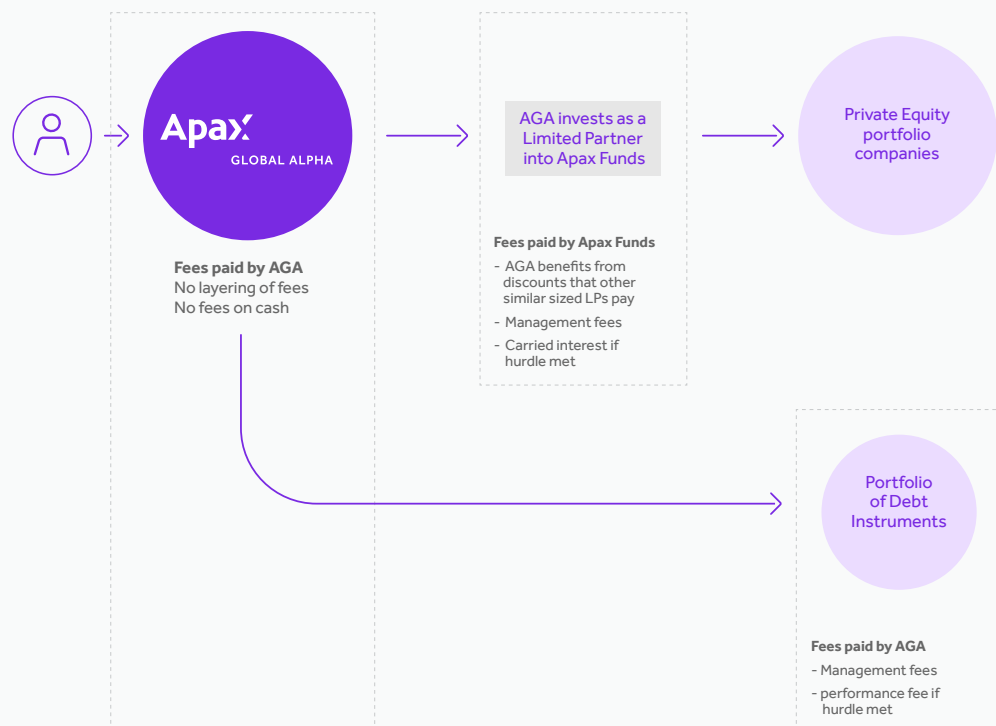 Apax
GLOBAL ALPHA
Fees paid by AGA
No layering of fees
No fees on cash
AGA invests as a
Limited Partner
into Apax Funds
Fees paid by Apax Funds
- AGA benefits from
discounts that other
similar sized LPs pay
- Management fees
- Carried interest if
hurdle met
Private Equity
portfolio
companies
Portfolio
of Debt
Instruments
Fees paid by AGA
- Management fees
- performance fee if
hurdle met